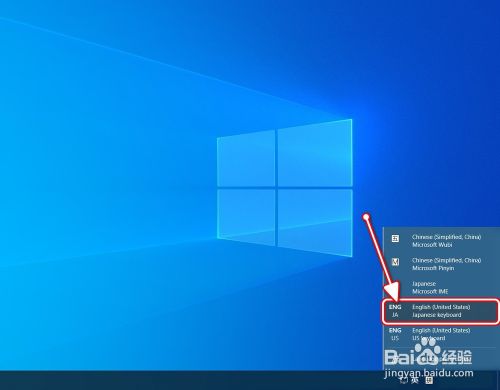 五
Chinese (Simplified, China)
Microsoft Wubi
M
Chinese (Simplified, China)
Microsoft Pinyin
Japanese
Microsoft IME
ENG
English (United States)
JA
Japanese keyboard
ENG
English (United States)
US
US keyboard
Baidu 经验
jingyan.baidu.com
英